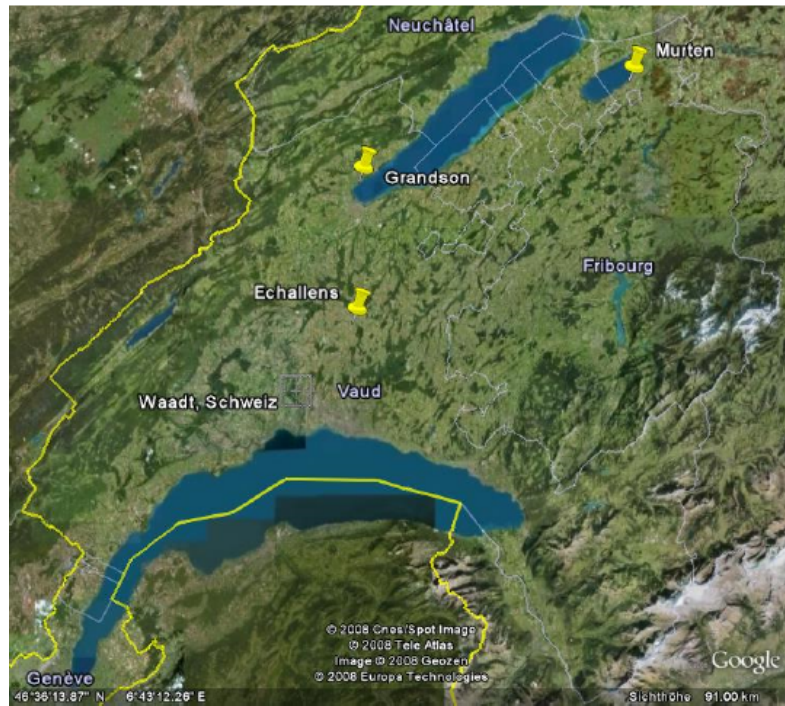 Neuchâtel
Murten
Grandson
Fribourg
Echallens
Vaud
Waadt, Schweiz
© 2008 Cnes/Spot Image
© 2008 Tele Atlas
Image © 2008 Geozen
© 2008 Europa Technologies
Google
Genève
46°36'13.87" N 6°43'12.26" E
Sichthöhe 91.00 km